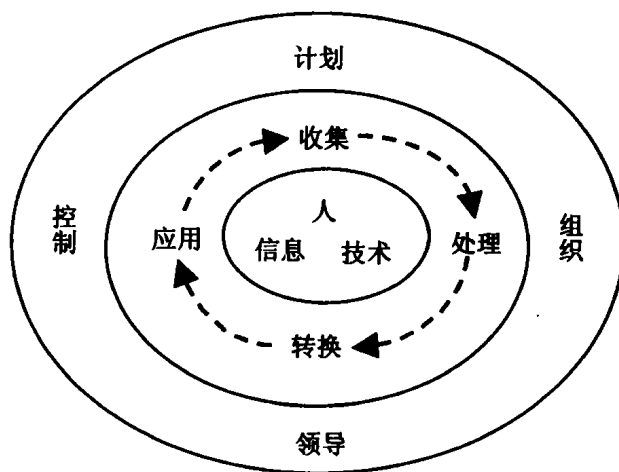 计划
收集
控制
应用
人
信息
技术
处理
组织
转换
领导